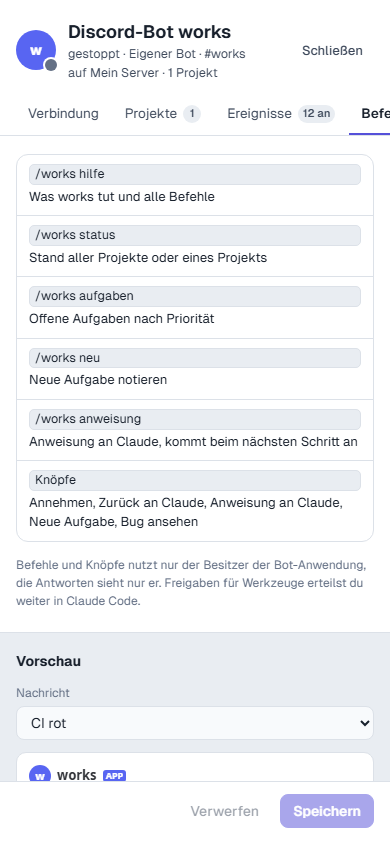 w
Discord-Bot works
gestoppt · Eigener Bot · #works
auf Mein Server · 1 Projekt
Schließen
Verbindung Projekte 1 Ereignisse 12 an Befe
/works hilfe
Was works tut und alle Befehle
/works status
Stand aller Projekte oder eines Projekts
/works aufgaben
Offene Aufgaben nach Priorität
/works neu
Neue Aufgabe notieren
/works anweisung
Anweisung an Claude, kommt beim nächsten Schritt an
Knöpfe
Annehmen, Zurück an Claude, Anweisung an Claude,
Neue Aufgabe, Bug ansehen
Befehle und Knöpfe nutzt nur der Besitzer der Bot-Anwendung,
die Antworten sieht nur er. Freigaben für Werkzeuge erteilst du
weiter in Claude Code.
Vorschau
Nachricht
CI rot
w works APP
Verwerfen Speichern